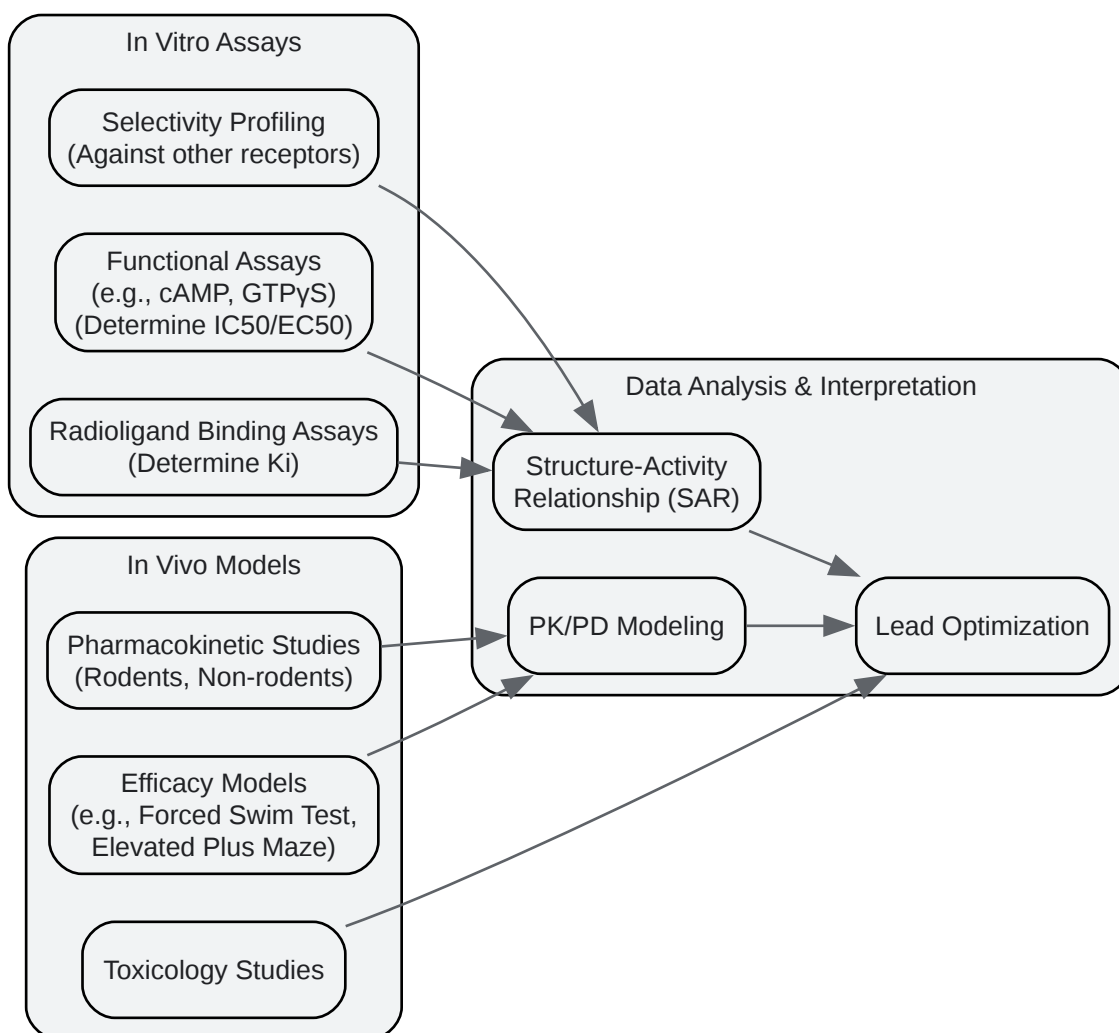 In Vitro Assays
Selectivity Profiling
(Against other receptors)
Functional Assays
(e.g., cAMP, GTPγS)
(Determine IC50/EC50)
Radioligand Binding Assays
(Determine Ki)
In Vivo Models
Pharmacokinetic Studies
(Rodents, Non-rodents)
Efficacy Models
(e.g., Forced Swim Test,
Elevated Plus Maze)
Toxicology Studies
Data Analysis & Interpretation
Structure-Activity
Relationship (SAR)
PK/PD Modeling
Lead Optimization